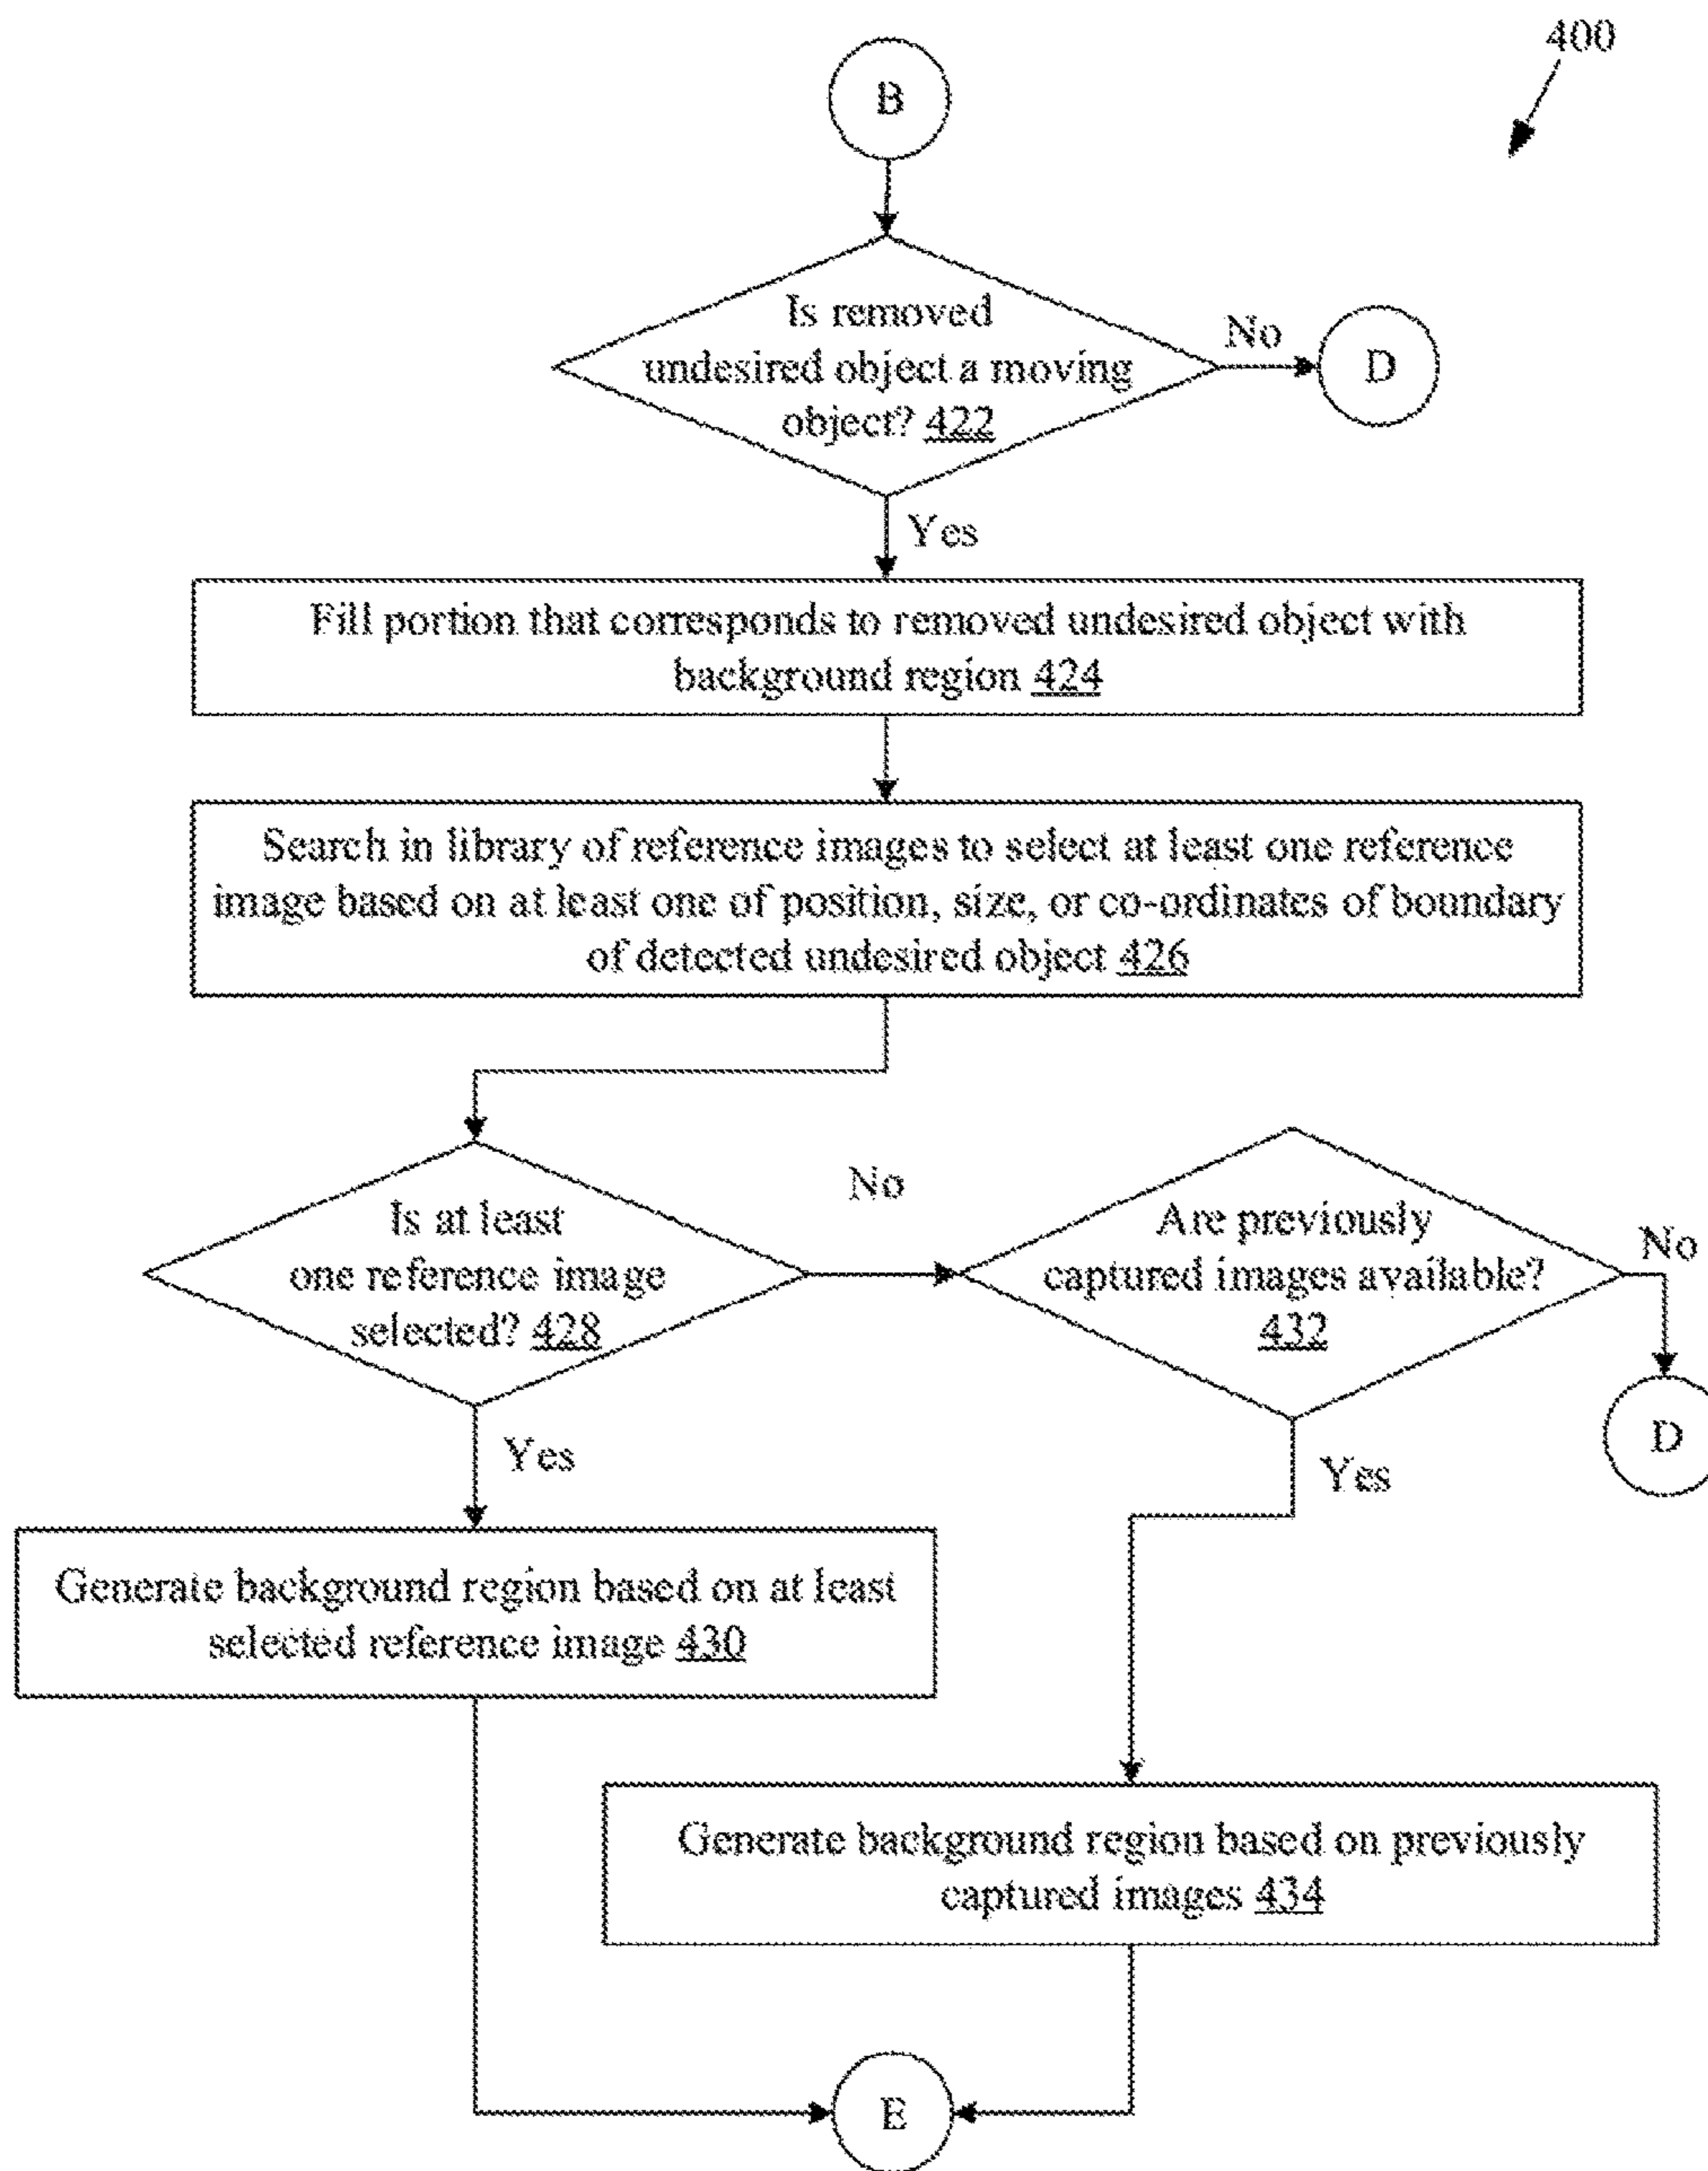 400
B
Is removed
undesired object a moving
object? 422
No
D
Yes
Fill portion that corresponds to removed undesired object with
background region 424
Search in library of reference images to select at least one reference
image based on at least one of position, size, or co-ordinates of boundary
of detected undesired object 426
Is at least
one reference image
selected? 428
No
Are previously
captured images available?
432
No
D
Yes
Yes
Generate background region based on at least
selected reference image 430
Generate background region based on previously
captured images 434
E